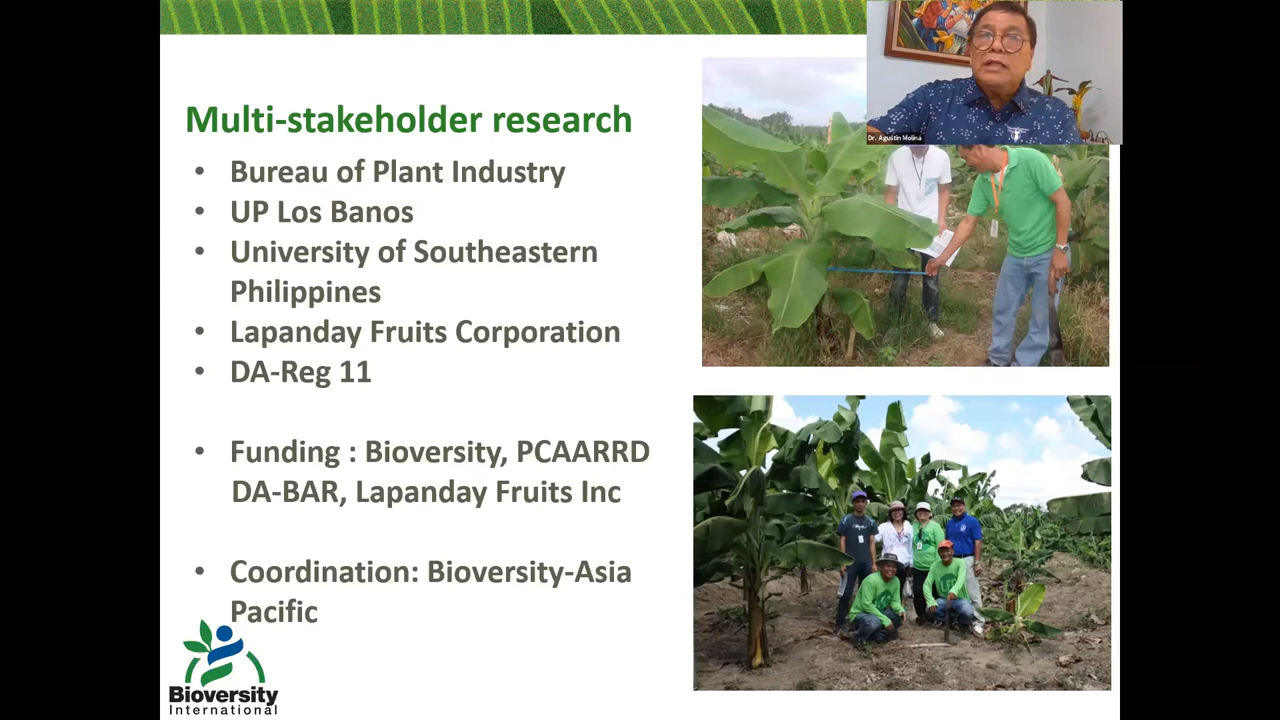 Dr. Agustin Molina
Multi-stakeholder research
• Bureau of Plant Industry
• UP Los Banos
• University of Southeastern
Philippines
• Lapanday Fruits Corporation
• DA-Reg 11
• Funding : Bioversity, PCAARRD
DA-BAR, Lapanday Fruits Inc
• Coordination: Bioversity-Asia
Pacific
Bioversity
International